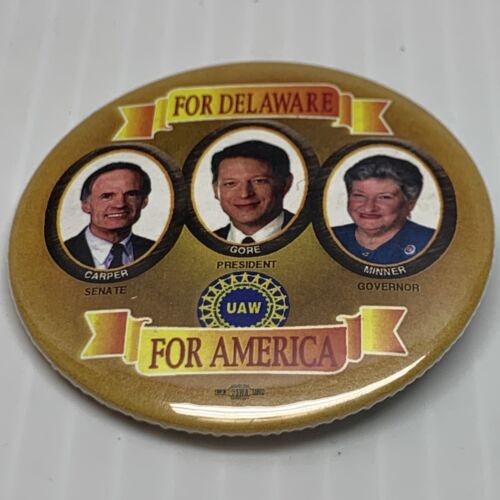 FOR DELAWARE
CARPER
SENATE
GORE
PRESIDENT
MINNER
GOVERNOR
UAW
FOR AMERICA